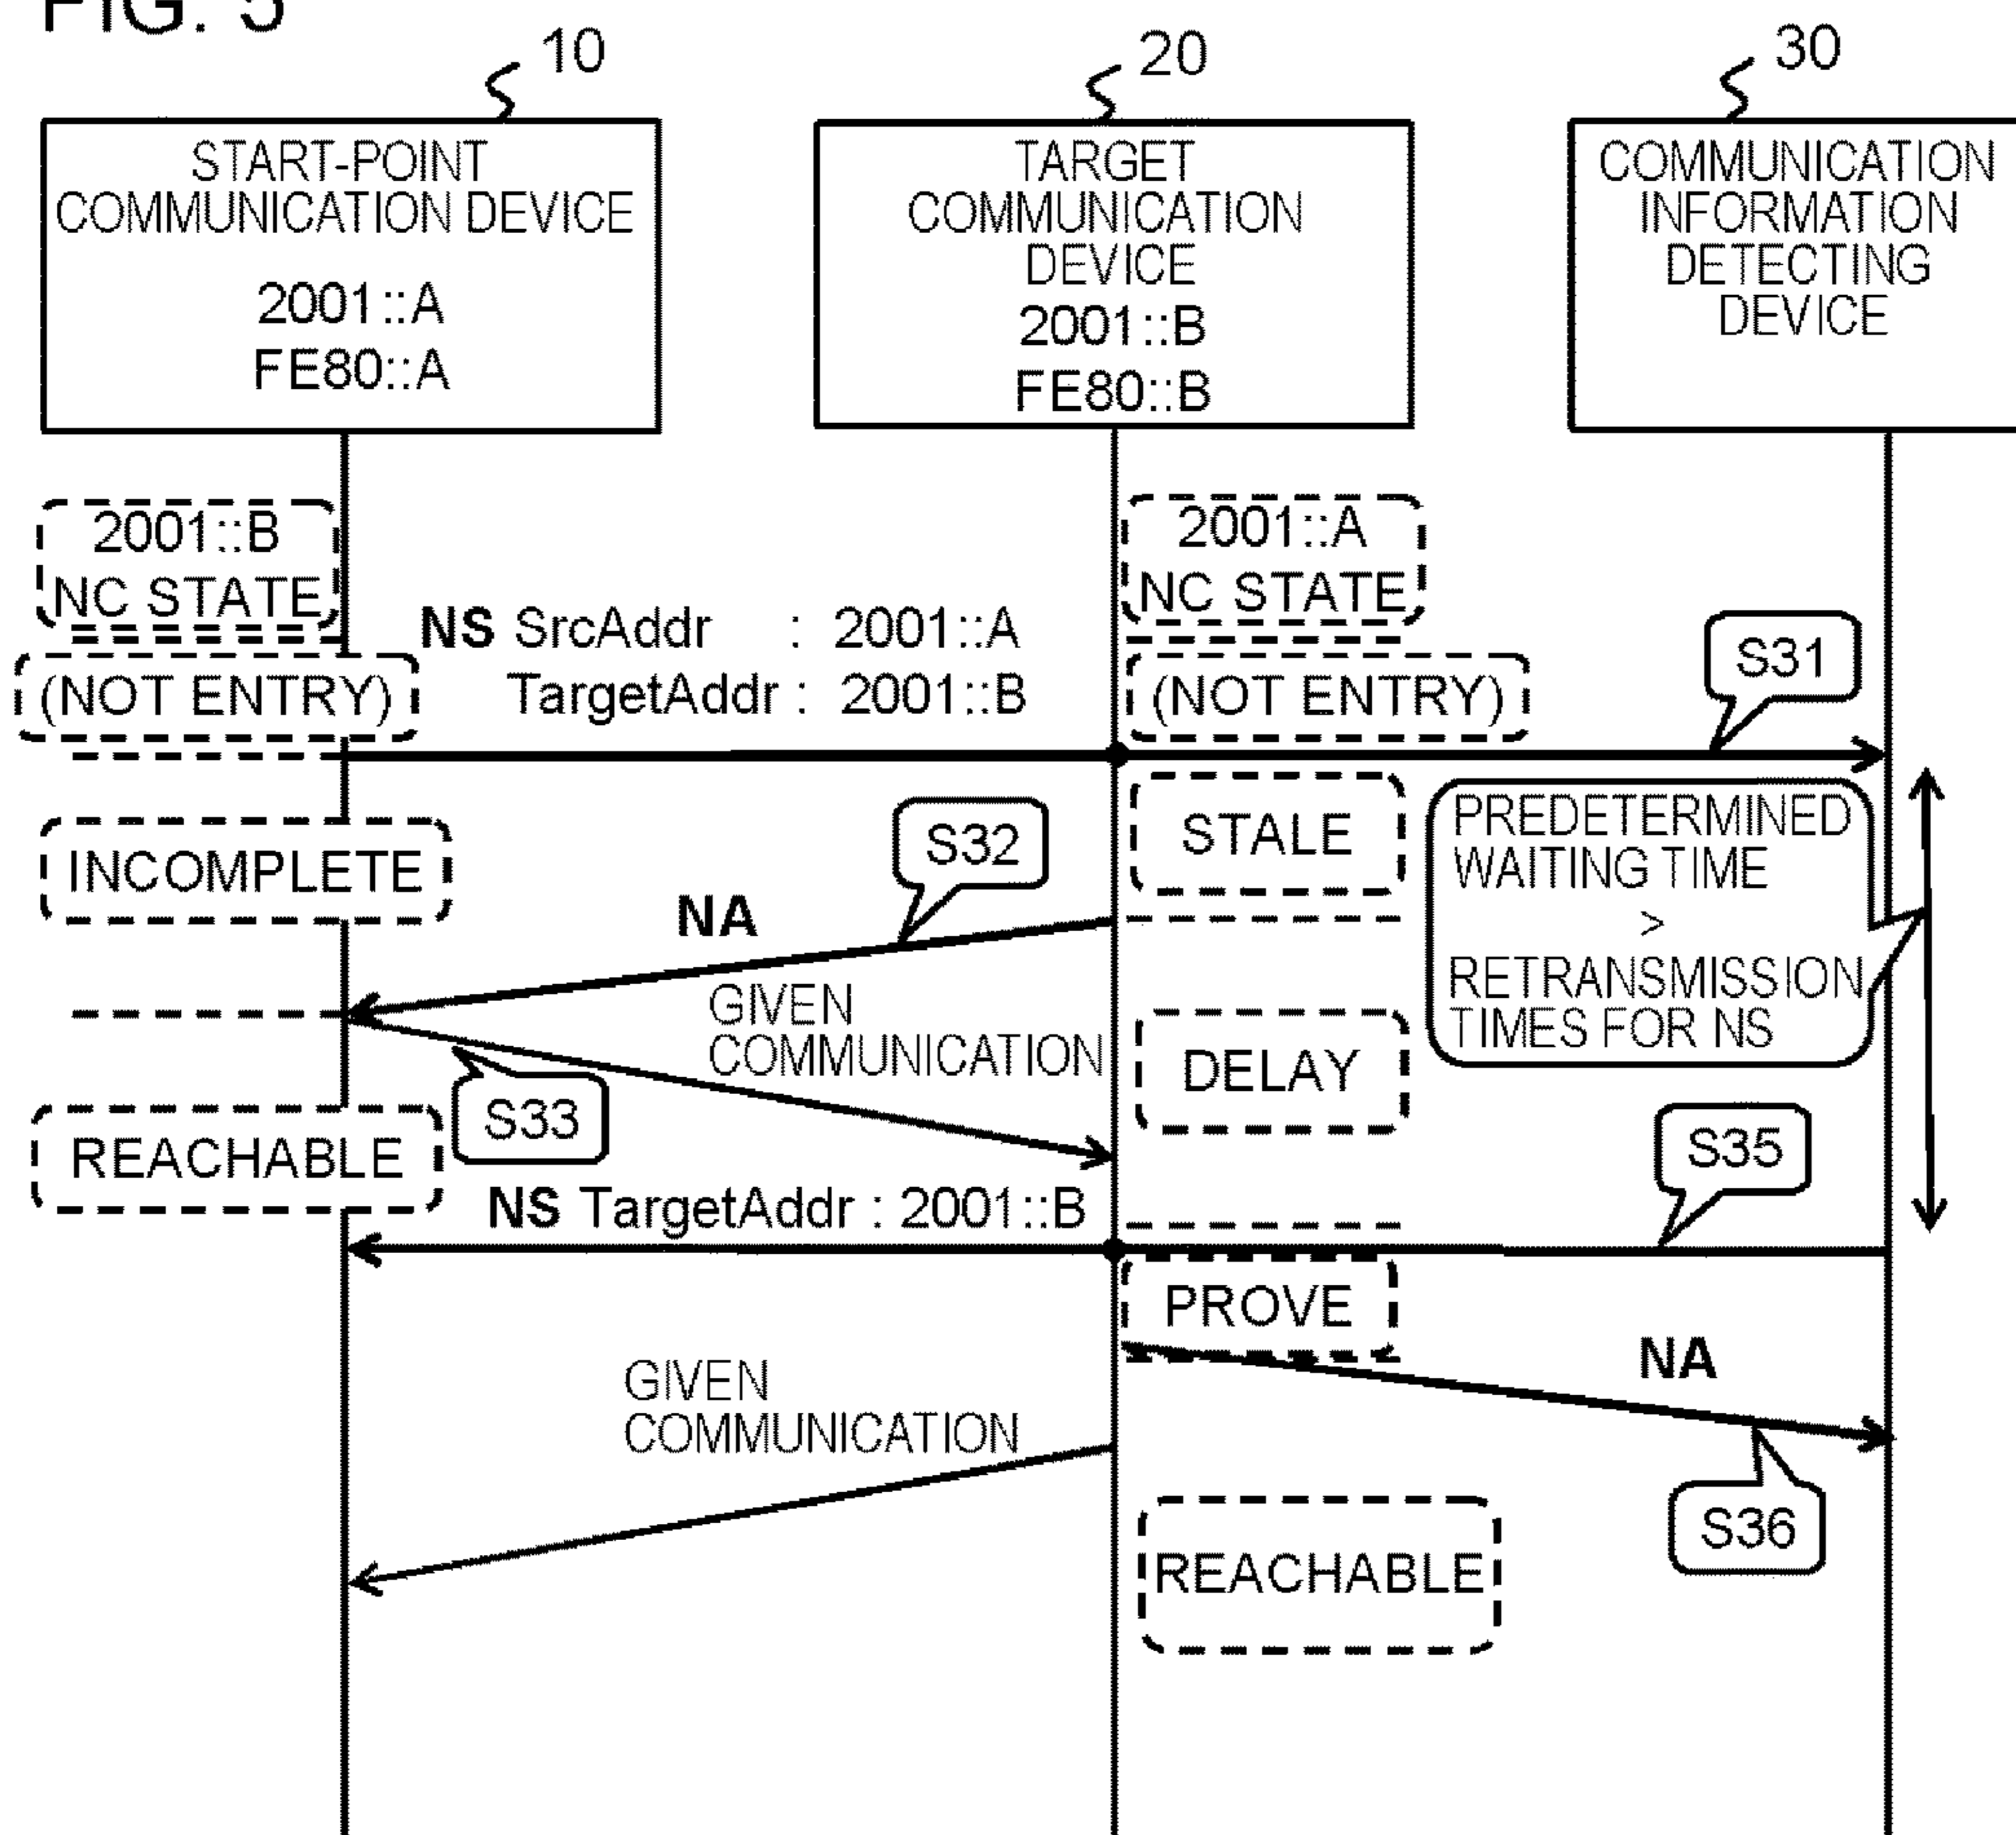 FIG. 5
10
20
30
START-POINT
COMMUNICATION DEVICE
2001::A
FE80::A
TARGET
COMMUNICATION
DEVICE
2001::B
FE80::B
COMMUNICATION
INFORMATION
DETECTING
DEVICE
2001::B
NC STATE
2001::A
NC STATE
NS SrcAddr : 2001::A
TargetAddr : 2001::B
(NOT ENTRY)
(NOT ENTRY)
S31
INCOMPLETE
S32
STALE
PREDETERMINED
WAITING TIME
>
RETRANSMISSION
TIMES FOR NS
NA
GIVEN
COMMUNICATION
DELAY
S33
REACHABLE
S35
NS TargetAddr : 2001::B
PROVE
NA
GIVEN
COMMUNICATION
S36
REACHABLE